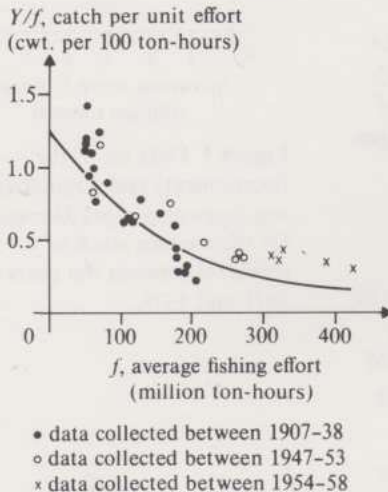 Y/f, catch per unit effort
(cwt. per 100 ton-hours)
1.5
1.0
0.5
0 100 200 300 400
f, average fishing effort
(million ton-hours)
• data collected between 1907–38
o data collected between 1947–53
x data collected between 1954–58